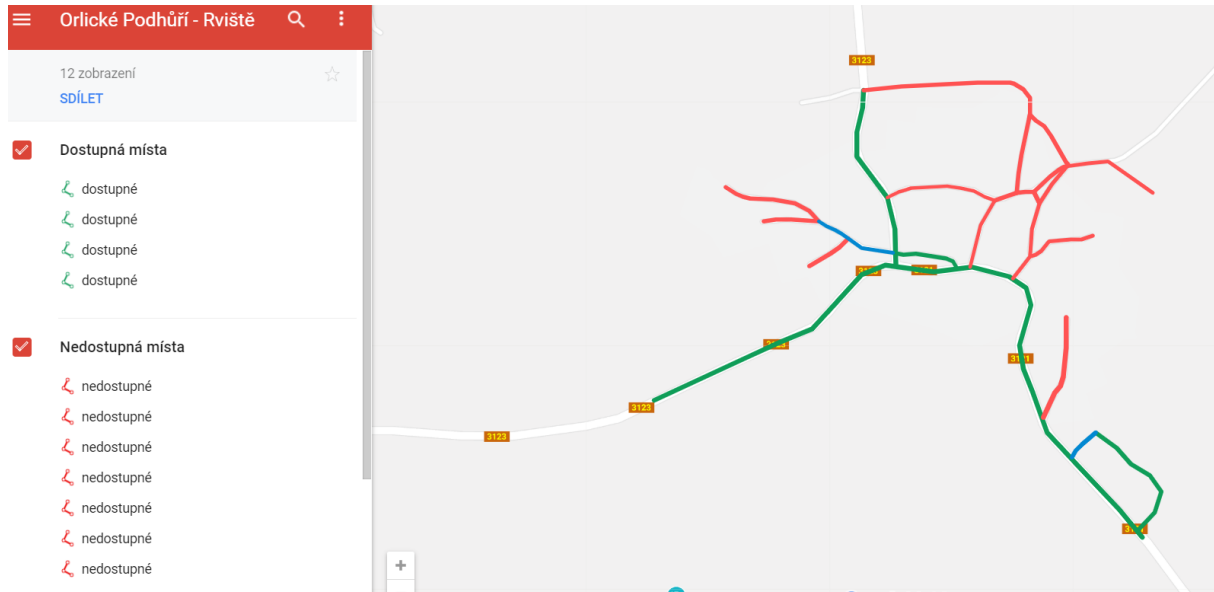 Orlické Podhůří - Rviště
12 zobrazení
SDÍLET
Dostupná místa
dostupné
dostupné
dostupné
dostupné
Nedostupná místa
nedostupné
nedostupné
nedostupné
nedostupné
nedostupné
nedostupné
nedostupné
3123
3123
3123
3121
+